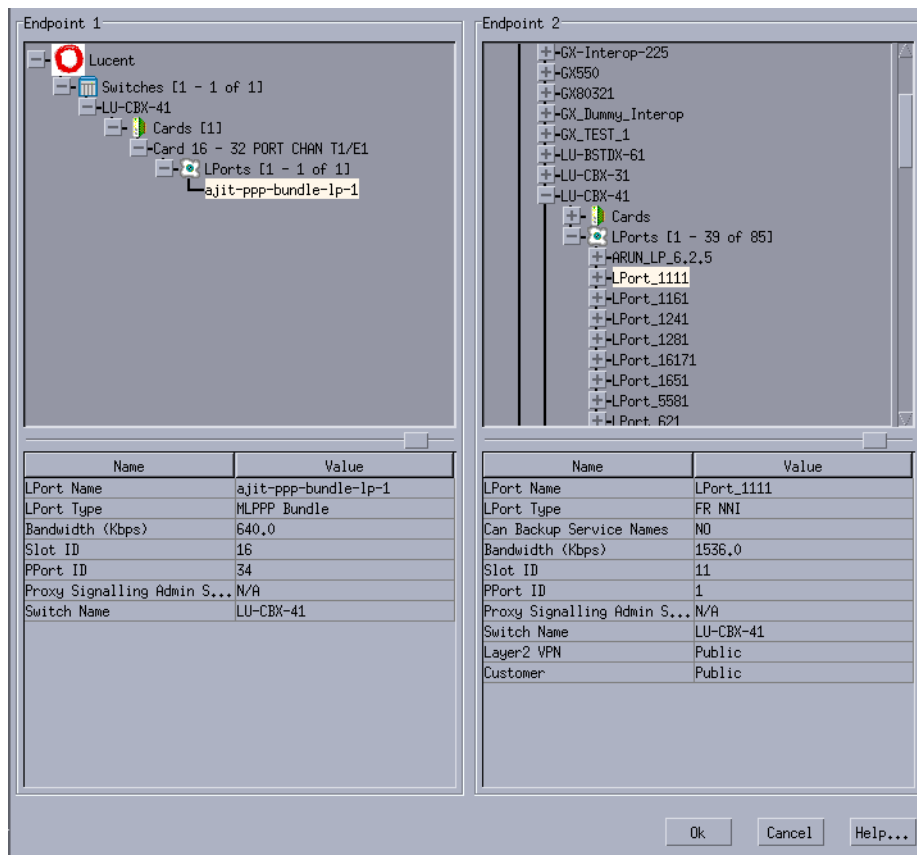 Endpoint 1
Lucent
Switches [1 - 1 of 1]
LU-CBX-41
Cards [1]
Card 16 - 32 PORT CHAN T1/E1
LPorts [1 - 1 of 1]
ajit-ppp-bundle-lp-1
Name Value
LPort Name ajit-ppp-bundle-lp-1
LPort Type MLPPP Bundle
Bandwidth (Kbps) 640.0
Slot ID 16
PPort ID 34
Proxy Signalling Admin S... N/A
Switch Name LU-CBX-41
Endpoint 2
GX-Interop-225
GX550
GX80321
GX_Dummy_Interop
GX_TEST_1
LU-BSTDX-61
LU-CBX-31
LU-CBX-41
Cards
LPorts [1 - 39 of 85]
ARUN_LP_6.2.5
LPort_1111
LPort_1161
LPort_1241
LPort_1281
LPort_16171
LPort_1651
LPort_5581
LPort_621
Name Value
LPort Name LPort_1111
LPort Type FR NNI
Can Backup Service Names NO
Bandwidth (Kbps) 1536.0
Slot ID 11
PPort ID 1
Proxy Signalling Admin S... N/A
Switch Name LU-CBX-41
Layer2 VPN Public
Customer Public
Ok Cancel Help...